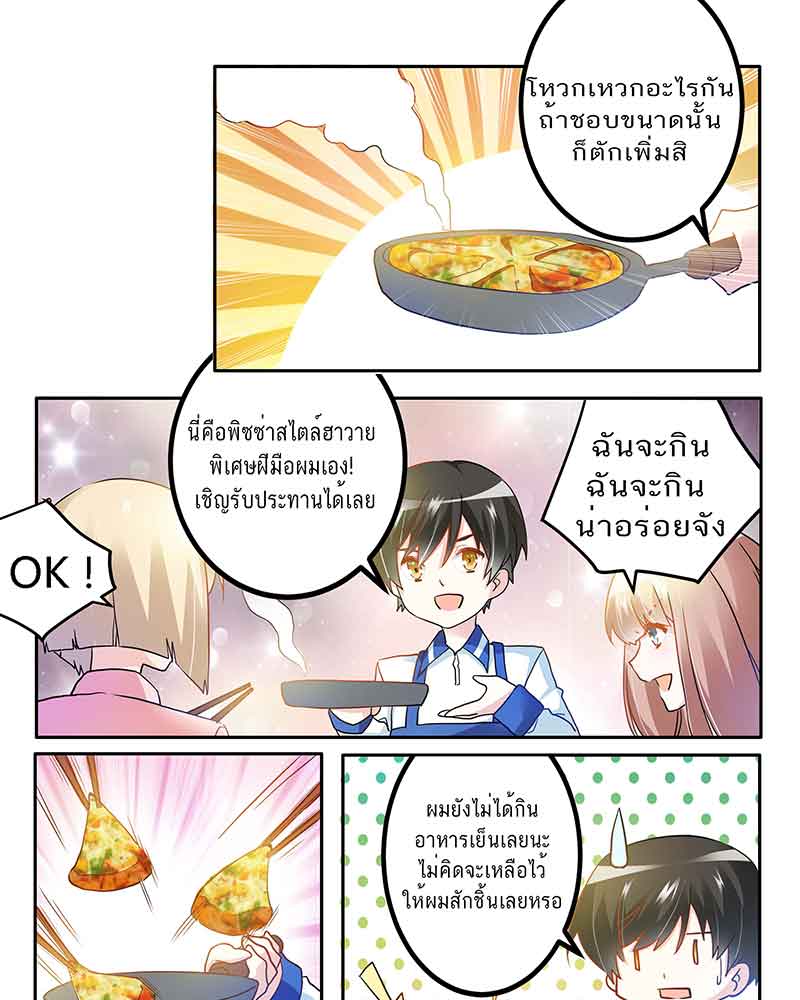 โหวกเหวกอะไรกัน
ถ้าชอบขนาดนั้น
ก็ตักเพิ่มสิ
นี่คือพิซซ่าสไตล์ฮาวาย
พิเศษฝีมือผมเอง!
เชิญรับประทานได้เลย
ฉันจะกิน
ฉันจะกิน
น่าอร่อยจัง
OK !
ผมยังไม่ได้กิน
อาหารเย็นเลยนะ
ไม่คิดจะเหลือไว้
ให้ผมสักชิ้นเลยหรอ